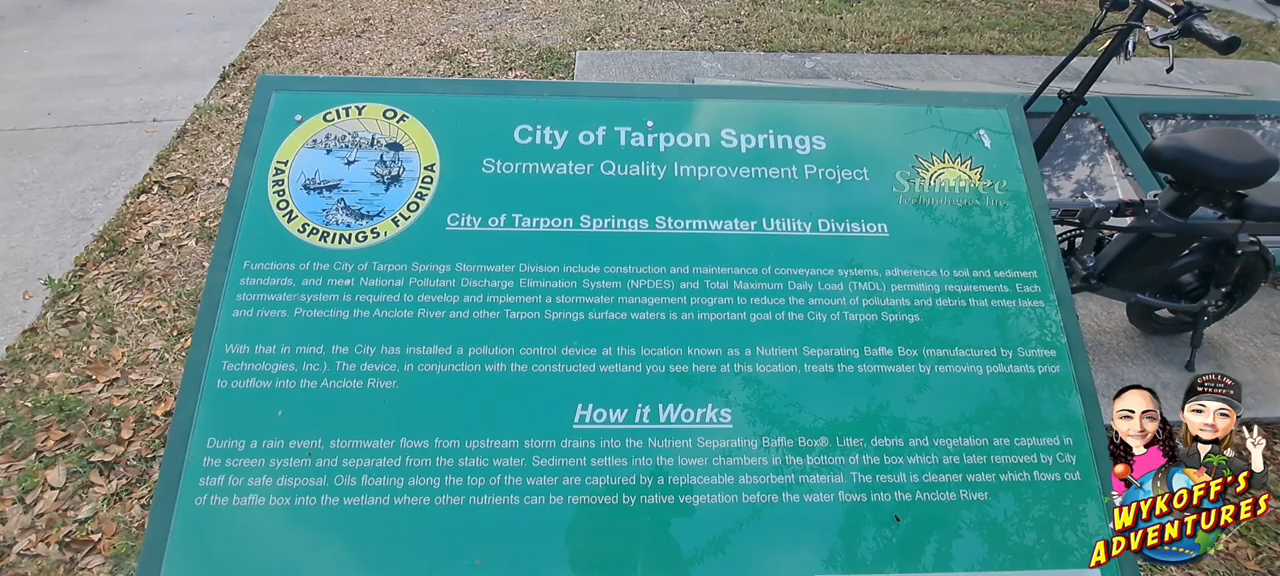 CITY OF
TARPON SPRINGS, FLORIDA
City of Tarpon Springs
Stormwater Quality Improvement Project
Suntree
Technologies Inc.
City of Tarpon Springs Stormwater Utility Division
Functions of the City of Tarpon Springs Stormwater Division include construction and maintenance of conveyance systems, adherence to soil and sediment
standards, and meet National Pollutant Discharge Elimination System (NPDES) and Total Maximum Daily Load (TMDL) permitting requirements. Each
stormwater system is required to develop and implement a stormwater management program to reduce the amount of pollutants and debris that enter lakes
and rivers. Protecting the Anclote River and other Tarpon Springs surface waters is an important goal of the City of Tarpon Springs.
With that in mind, the City has installed a pollution control device at this location known as a Nutrient Separating Baffle Box (manufactured by Suntree
Technologies, Inc.). The device, in conjunction with the constructed wetland you see here at this location, treats the stormwater by removing pollutants prior
to outflow into the Anclote River.
How it Works
During a rain event, stormwater flows from upstream storm drains into the Nutrient Separating Baffle Box®. Litter, debris and vegetation are captured in
the screen system and separated from the static water. Sediment settles into the lower chambers in the bottom of the box which are later removed by City
staff for safe disposal. Oils floating along the top of the water are captured by a replaceable absorbent material. The result is cleaner water which flows out
of the baffle box into the wetland where other nutrients can be removed by native vegetation before the water flows into the Anclote River.
CHILLIN'
WITH THE
WYKOFF'S
WYKOFF'S
ADVENTURES